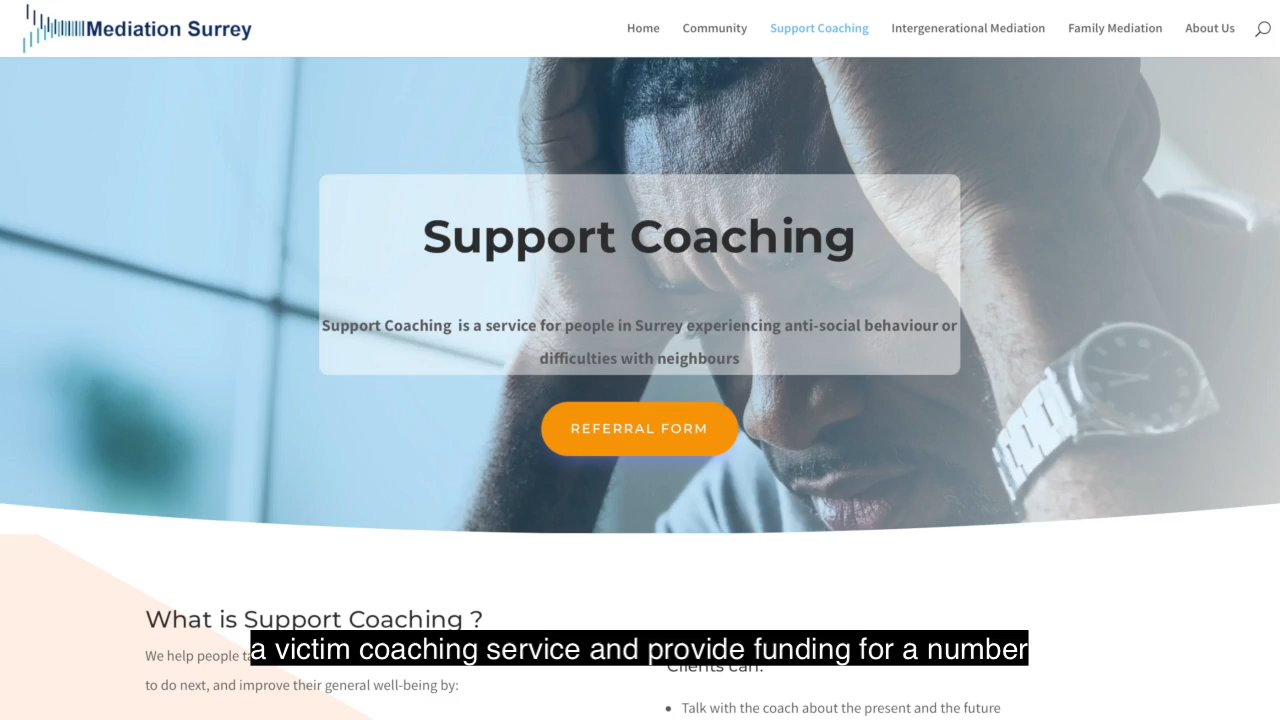 Mediation Surrey
Home Community Support Coaching Intergenerational Mediation Family Mediation About Us
Support Coaching
Support Coaching is a service for people in Surrey experiencing anti-social behaviour or
difficulties with neighbours
REFERRAL FORM
What is Support Coaching ?
We help people
a victim coaching service and provide funding for a number
Clients can:
to do next, and improve their general well-being by:
Talk with the coach about the present and the future